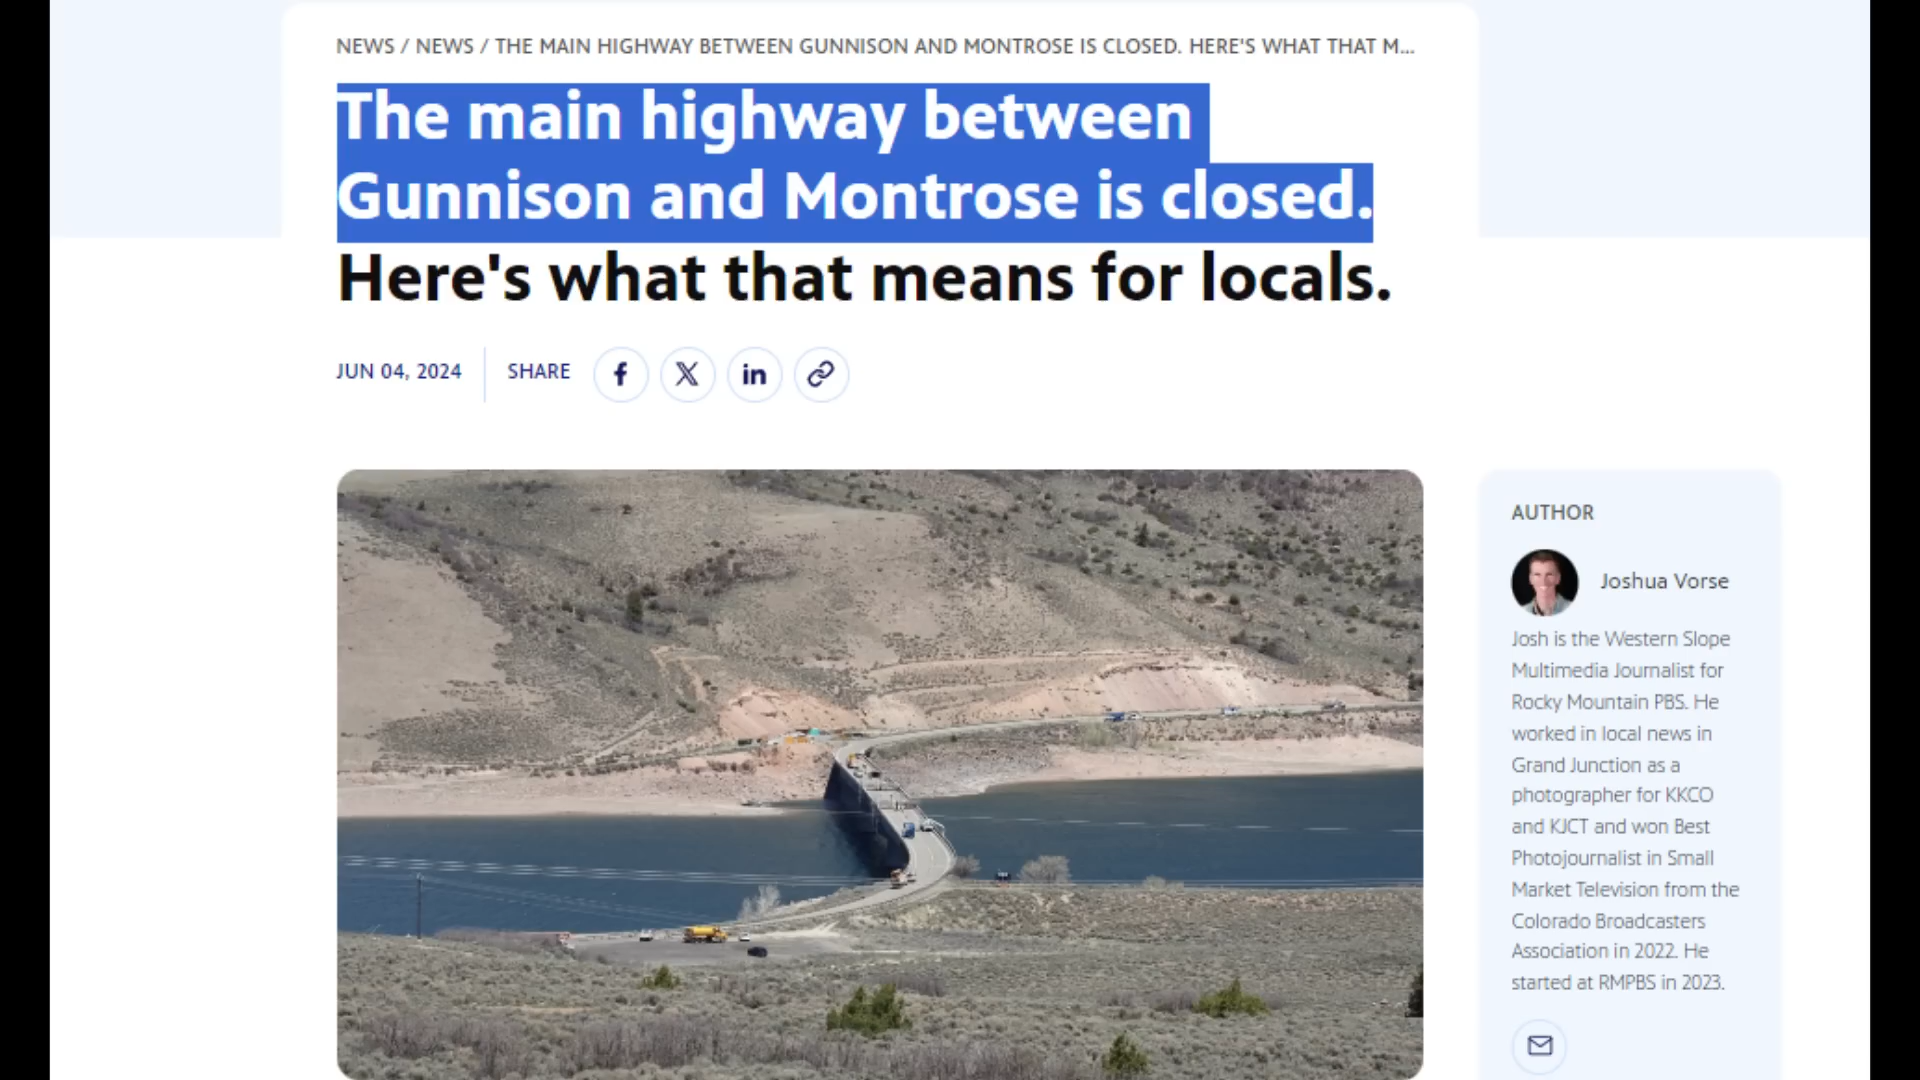 NEWS / NEWS / THE MAIN HIGHWAY BETWEEN GUNNISON AND MONTROSE IS CLOSED. HERE'S WHAT THAT M...
The main highway between
Gunnison and Montrose is closed.
Here's what that means for locals.
JUN 04, 2024
SHARE
AUTHOR
Joshua Vorse
Josh is the Western Slope
Multimedia Journalist for
Rocky Mountain PBS. He
worked in local news in
Grand Junction as a
photographer for KKCO
and KJCT and won Best
Photojournalist in Small
Market Television from the
Colorado Broadcasters
Association in 2022. He
started at RMPBS in 2023.